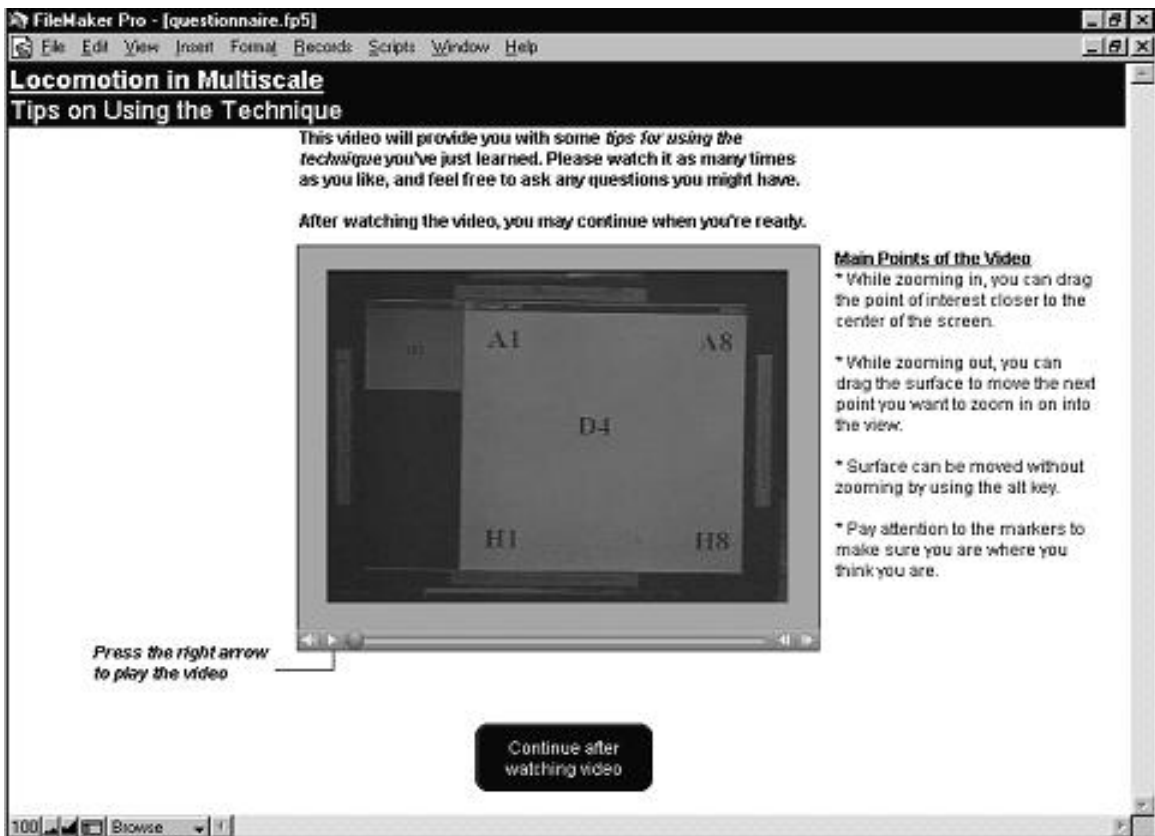 FileMaker Pro - [questionnaire.fp5]
File Edit View Insert Format Records Scripts Window Help
Locomotion in Multiscale
Tips on Using the Technique
This video will provide you with some tips for using the
technique you've just learned. Please watch it as many times
as you like, and feel free to ask any questions you might have.
After watching the video, you may continue when you're ready.
Main Points of the Video
* While zooming in, you can drag
the point of interest closer to the
center of the screen.
* While zooming out, you can
drag the surface to move the next
point you want to zoom in on into
the view.
* Surface can be moved without
zooming by using the alt key.
* Pay attention to the markers to
make sure you are where you
think you are.
A1 A8
D4
H1 H8
Press the right arrow
to play the video
Continue after
watching video
100 Browse